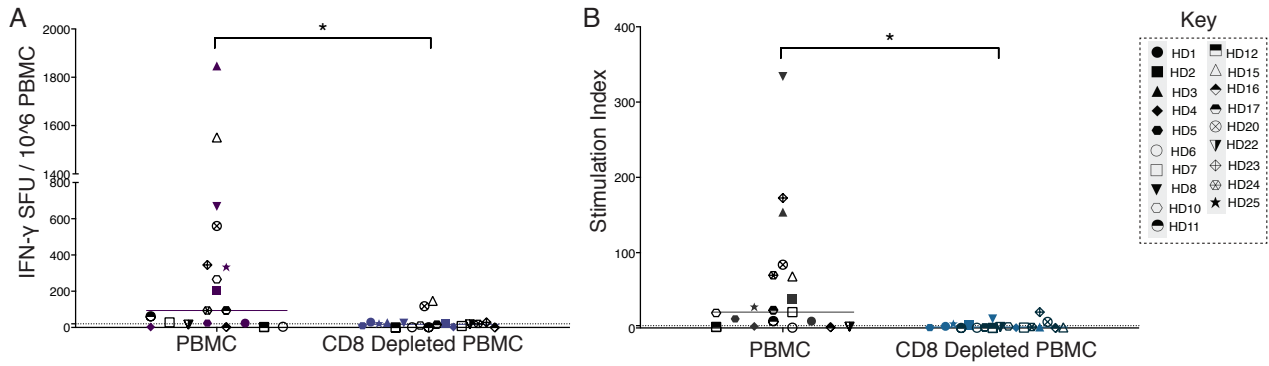 A
IFN-γ SFU / 10^6 PBMC
2000
1800
1600
1400
800
600
400
200
0
*
PBMC
CD8 Depleted PBMC
B
Stimulation Index
400
300
200
100
0
*
PBMC
CD8 Depleted PBMC
Key
HD1
HD2
HD3
HD4
HD5
HD6
HD7
HD8
HD10
HD11
HD12
HD15
HD16
HD17
HD20
HD22
HD23
HD24
HD25